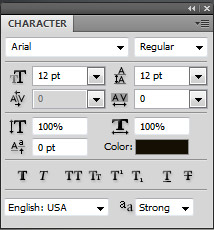 CHARACTER
Arial Regular
12 pt 12 pt
0 0
100% 100%
0 pt Color:
T T TT Tr T¹ T₁ T T
English: USA aa Strong